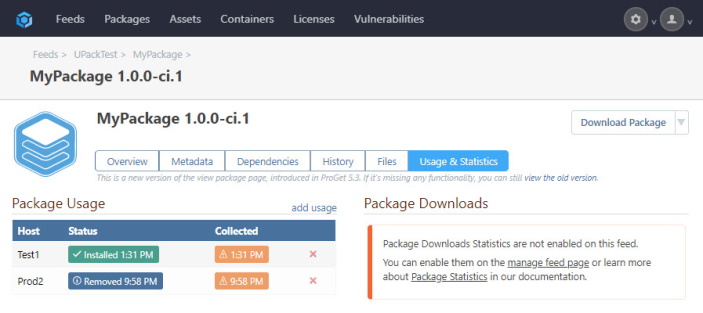 Feeds Packages Assets Containers Licenses Vulnerabilities
Feeds > UPackTest > MyPackage >
MyPackage 1.0.0-ci.1
MyPackage 1.0.0-ci.1
Download Package
Overview Metadata Dependencies History Files Usage & Statistics
This is a new version of the view package page, introduced in ProGet 5.3. If it's missing any functionality, you can still view the old version.
Package Usage
add usage
Host Status Collected
Test1 Installed 1:31 PM 1:31 PM
Prod2 Removed 9:58 PM 9:58 PM
Package Downloads
Package Downloads Statistics are not enabled on this feed.
You can enable them on the manage feed page or learn more
about Package Statistics in our documentation.